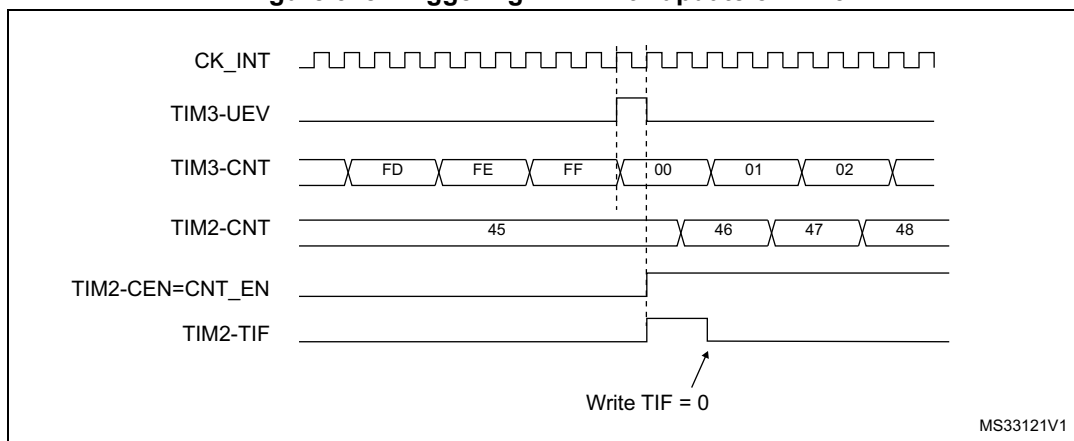 CK_INT
TIM3-UEV
TIM3-CNT FD FE FF 00 01 02
TIM2-CNT 45 46 47 48
TIM2-CEN=CNT_EN
TIM2-TIF
Write TIF = 0
MS33121V1